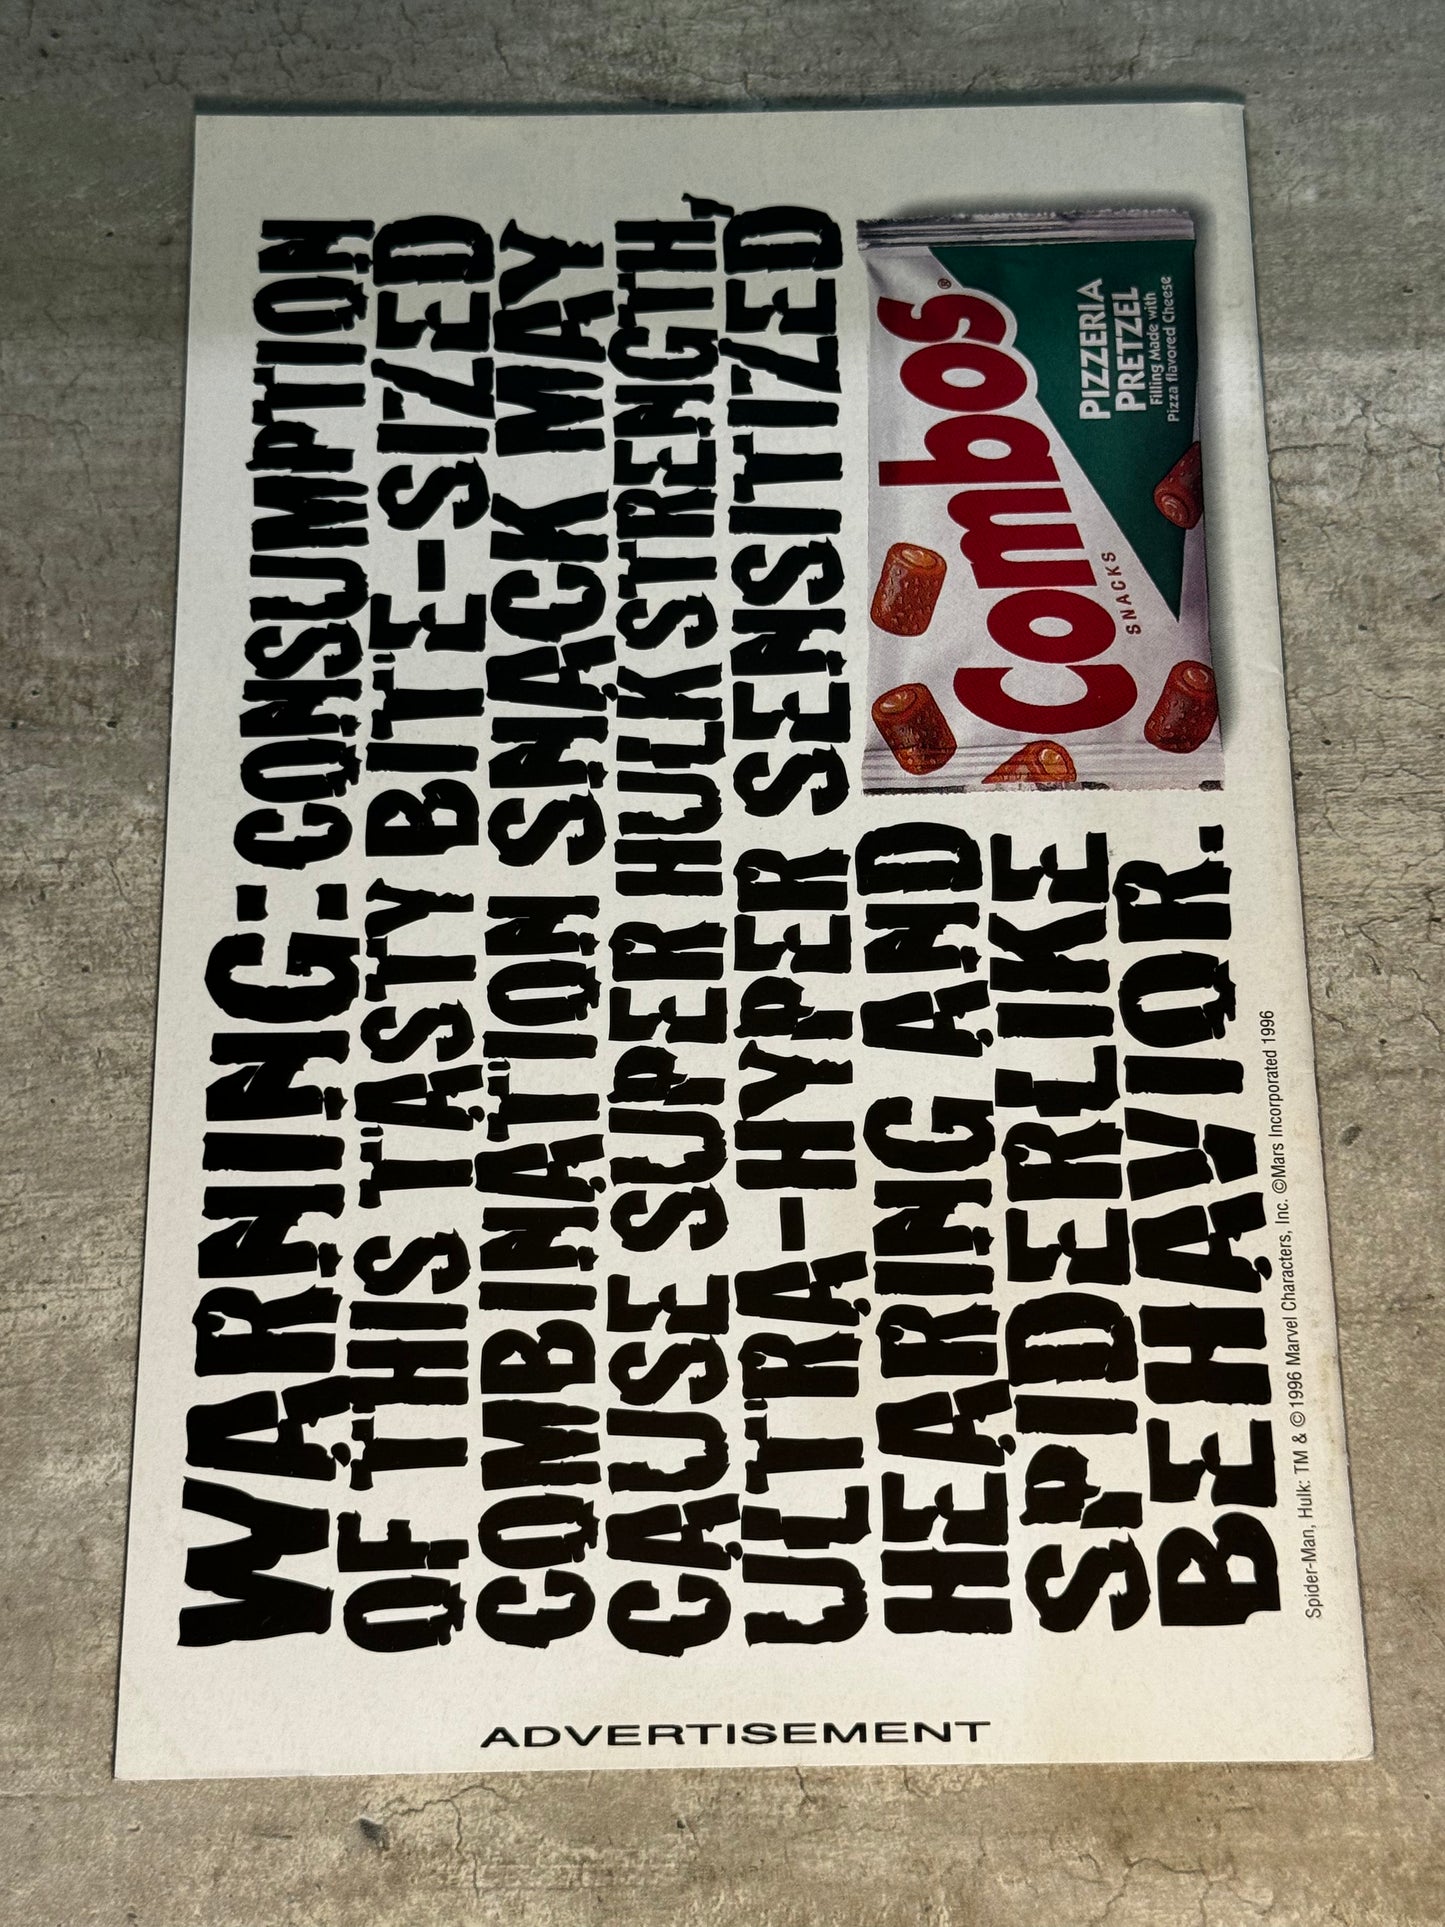 WARNING: CONSUMPTION
OF THIS TASTY BITE-SIZED
COMBINATION SNACK MAY
CAUSE SUPER HULK STRENGTH,
ULTRA-HYPER SENSITIZED
HEARING AND
SPIDERLIKE
BEHAVIOR.
Combos®
SNACKS
PIZZERIA
PRETZEL
Filling Made with
Pizza flavored Cheese
Spider-Man, Hulk: TM & ©1996 Marvel Characters, Inc. ©Mars Incorporated 1996
ADVERTISEMENT